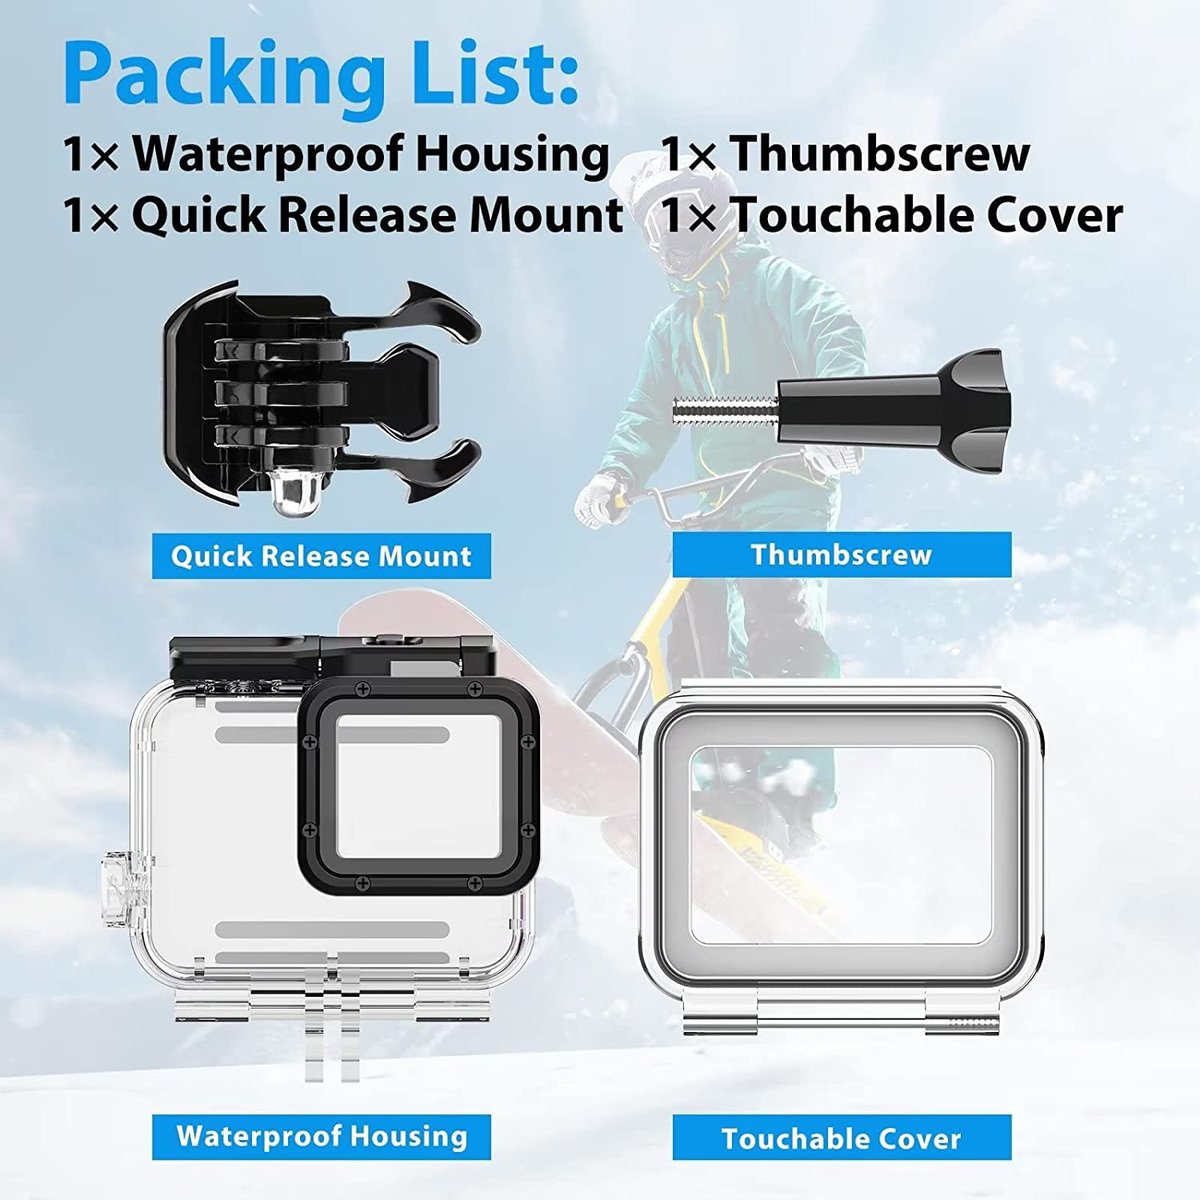 Packing List:
1× Waterproof Housing 1× Thumbscrew
1× Quick Release Mount 1× Touchable Cover
Quick Release Mount
Thumbscrew
Waterproof Housing
Touchable Cover